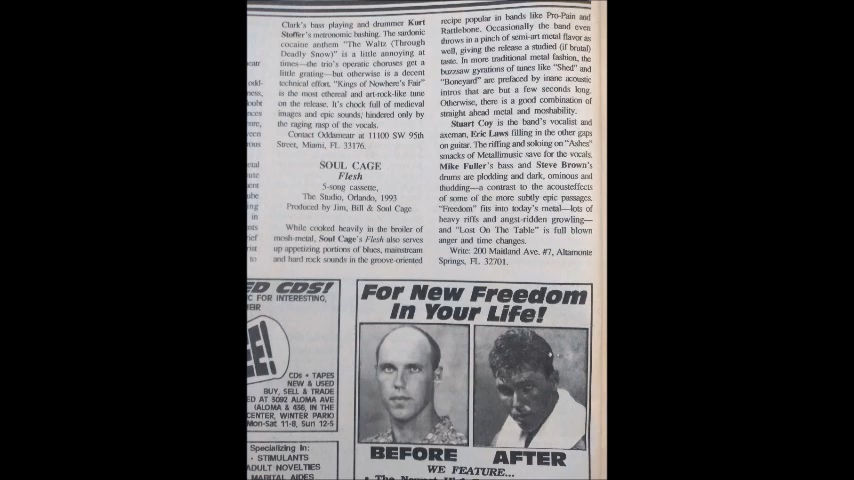 Clark's bass playing and drummer Kurt
Stoffer's metronomic bushing. The sardonic
cocaine anthem "The Waltz (Through
Deadly Snow)" is a little annoying at
times—the trio's operatic choruses get a
little grating—but otherwise is a decent
technical effort. "Kings of Nowhere's Fair"
is the most ethereal and art-rock-like tune
on the release. It's chock full of medieval
images and epic sounds, hindered only by
the raging rasp of the vocals.
Contact Oddameatr at 11100 SW 95th
Street, Miami, FL 33176.
SOUL CAGE
Flesh
5-song cassette,
The Studio, Orlando, 1993
Produced by Jim, Bill & Soul Cage
While cooked heavily in the broiler of
mosh-metal, Soul Cage's Flesh also serves
up appetizing portions of blues, mainstream
and hard rock sounds in the groove-oriented
recipe popular in bands like Pro-Pain and
Rattlebone. Occasionally the band even
throws in a pinch of semi-art metal flavor as
well, giving the release a studied (if brutal)
taste. In more traditional metal fashion, the
buzzsaw gyrations of tunes like "Shed" and
"Boneyard" are prefaced by inane acoustic
intros that are but a few seconds long.
Otherwise, there is a good combination of
straight ahead metal and moshability.
Stuart Coy is the band's vocalist and
axeman, Eric Laws filling in the other gaps
on guitar. The riffing and soloing on "Ashes"
smacks of Metallimusic save for the vocals.
Mike Fuller's bass and Steve Brown's
drums are plodding and dark, ominous and
thudding—a contrast to the acousteffects
of some of the more subtly epic passages.
"Freedom" fits into today's metal—lots of
heavy riffs and angst-ridden growling—
and "Lost On The Table" is full blown
anger and time changes.
Write: 200 Maitland Ave. #7, Altamonte
Springs, FL 32701.
ED CDS!
C FOR INTERESTING,
EIR
E!
CDs • TAPES
NEW & USED
BUY, SELL & TRADE
ED AT 5092 ALOMA AVE
(ALOMA & 436, IN THE
CENTER, WINTER PARK)
Mon-Sat 11-8, Sun 12-5
Specializing In:
• STIMULANTS
ADULT NOVELTIES
MARITAL AIDES
For New Freedom
In Your Life!
BEFORE AFTER
WE FEATURE...
• The Newest